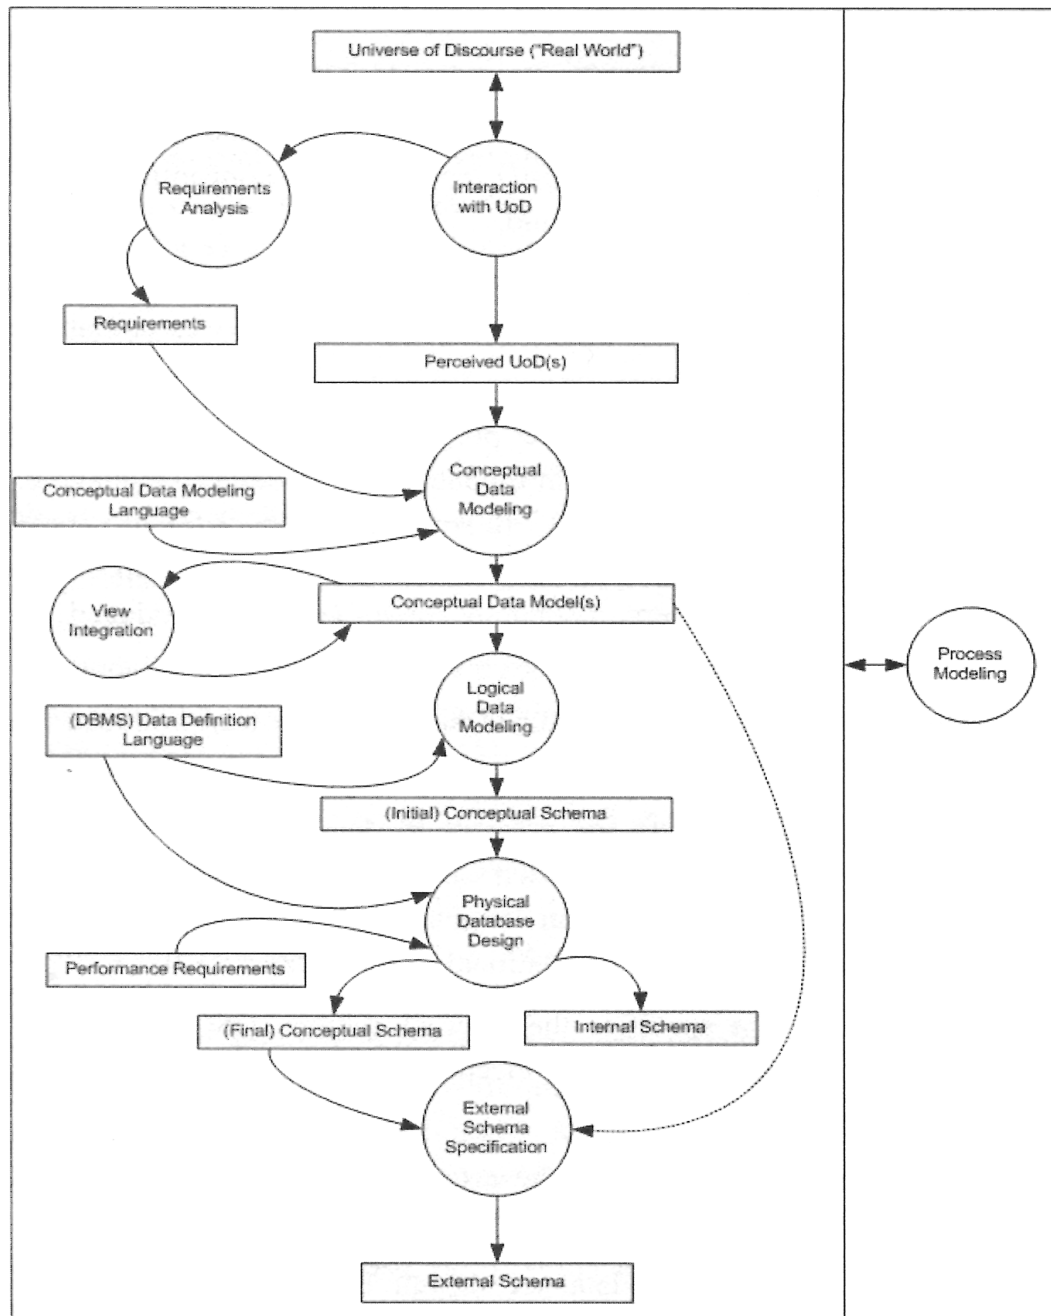 Universe of Discourse ("Real World")
Requirements
Analysis
Interaction
with UoD
Requirements
Perceived UoD(s)
Conceptual
Data
Modeling
Conceptual Data Modeling
Language
View
Integration
Conceptual Data Model(s)
Process
Modeling
Logical
Data
Modeling
(DBMS) Data Definition
Language
(Initial) Conceptual Schema
Physical
Database
Design
Performance Requirements
(Final) Conceptual Schema
Internal Schema
External
Schema
Specification
External Schema